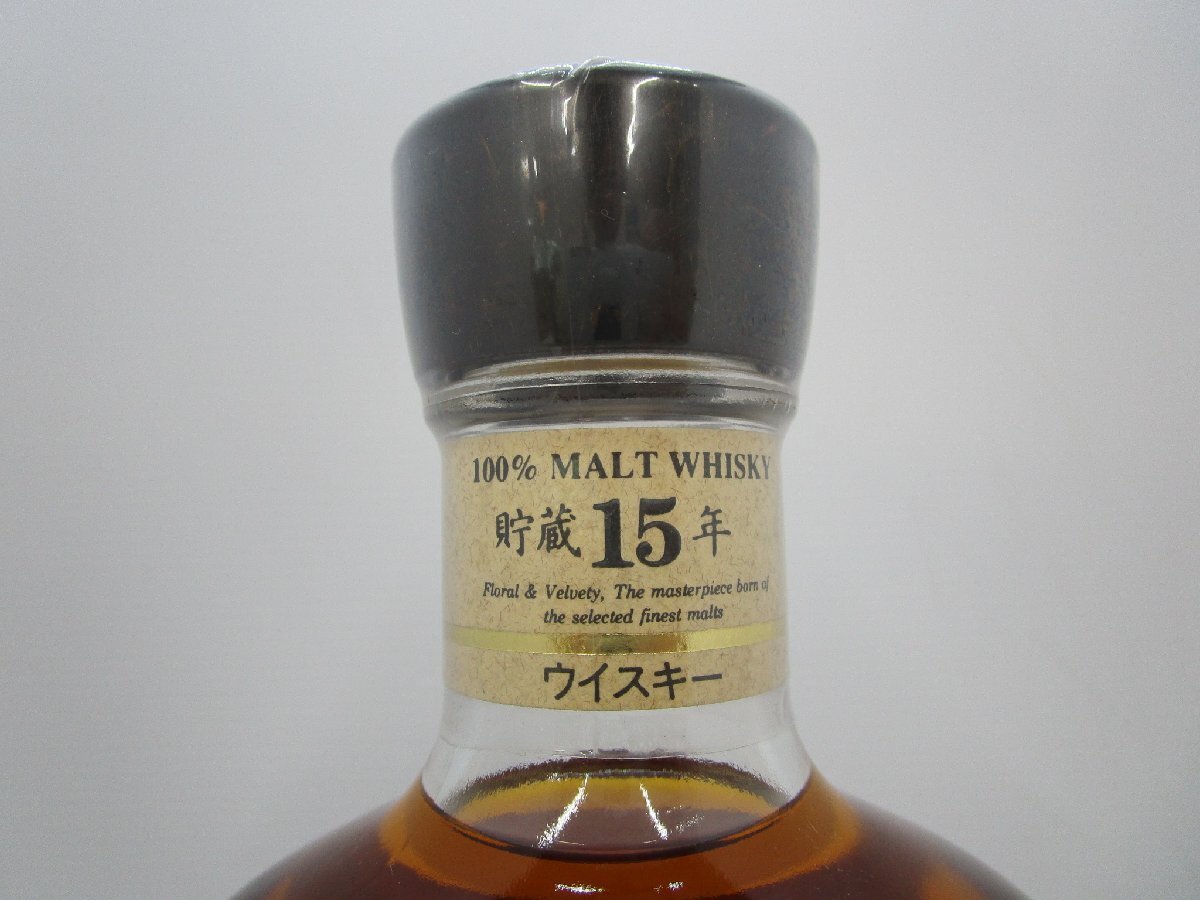 100% MALT WHISKY
貯蔵15年
Floral & Velvety, The masterpiece born of
the selected finest malts
ウイスキー